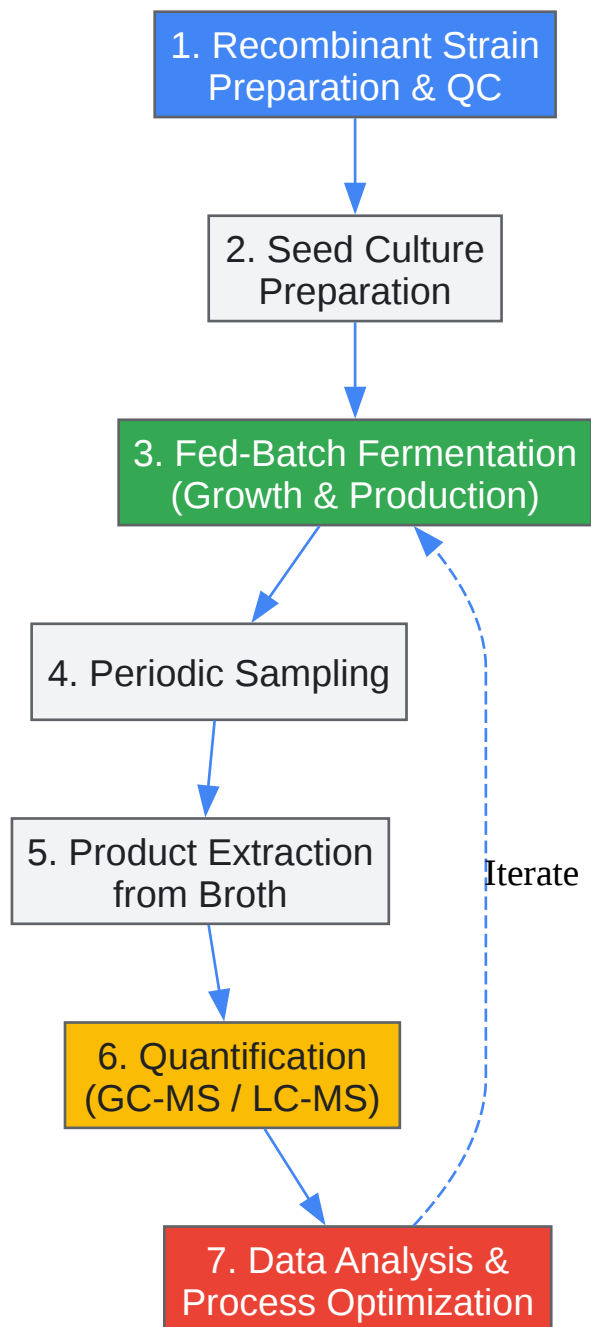 1. Recombinant Strain
Preparation & QC
2. Seed Culture
Preparation
3. Fed-Batch Fermentation
(Growth & Production)
4. Periodic Sampling
5. Product Extraction
from Broth
Iterate
6. Quantification
(GC-MS / LC-MS)
7. Data Analysis &
Process Optimization